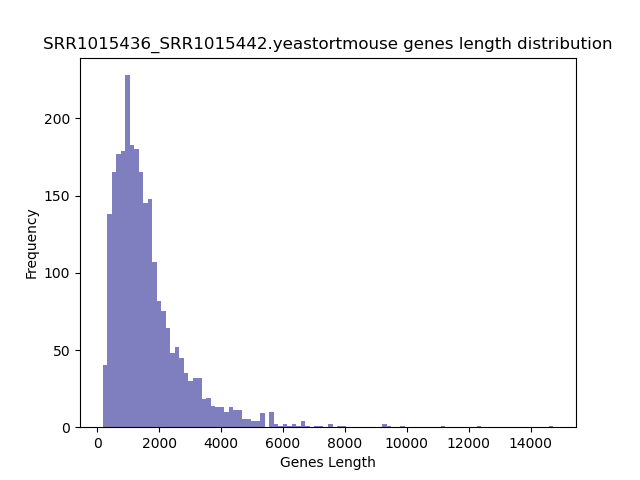 SRR1015436_SRR1015442.yeastortmouse genes length distribution
200
150
100
50
0
Frequency
0 2000 4000 6000 8000 10000 12000 14000
Genes Length